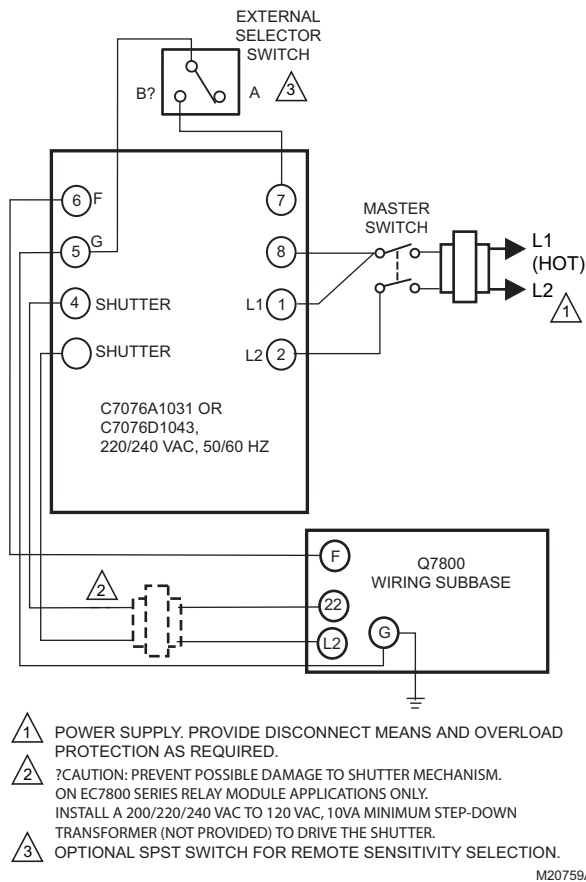 EXTERNAL
SELECTOR
SWITCH
B?
A
3
6
F
7
5
G
8
MASTER
SWITCH
L1
(HOT)
L2
1
4
SHUTTER
L1
1
SHUTTER
L2
2
C7076A1031 OR
C7076D1043,
220/240 VAC, 50/60 HZ
F
Q7800
WIRING SUBBASE
2
22
L2
G
1
POWER SUPPLY. PROVIDE DISCONNECT MEANS AND OVERLOAD
PROTECTION AS REQUIRED.
2
?CAUTION: PREVENT POSSIBLE DAMAGE TO SHUTTER MECHANISM.
ON EC7800 SERIES RELAY MODULE APPLICATIONS ONLY.
INSTALL A 200/220/240 VAC TO 120 VAC, 10VA MINIMUM STEP-DOWN
TRANSFORMER (NOT PROVIDED) TO DRIVE THE SHUTTER.
3
OPTIONAL SPST SWITCH FOR REMOTE SENSITIVITY SELECTION.
M20759/